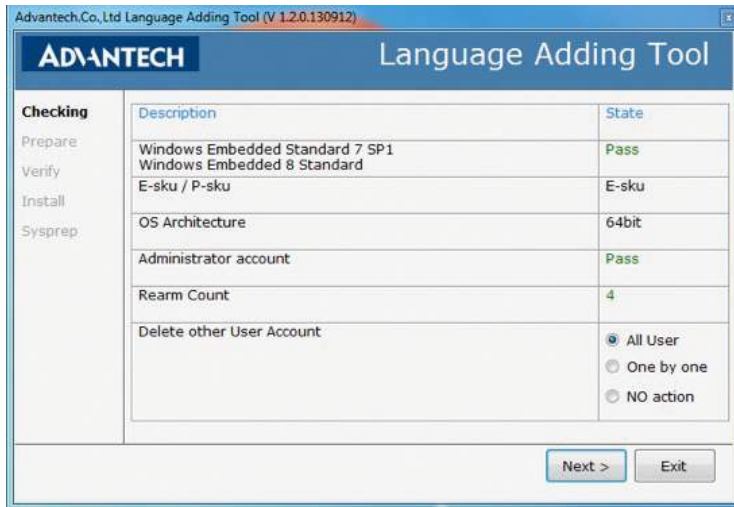 Advantech.Co.,Ltd Language Adding Tool (V 1.2.0.130912)
ADVANTECH
Language Adding Tool
Checking
Prepare
Verify
Install
Sysprep
Description State
Windows Embedded Standard 7 SP1 Pass
Windows Embedded 8 Standard
E-sku / P-sku E-sku
OS Architecture 64bit
Administrator account Pass
Rearm Count 4
Delete other User Account
All User
One by one
NO action
Next >
Exit